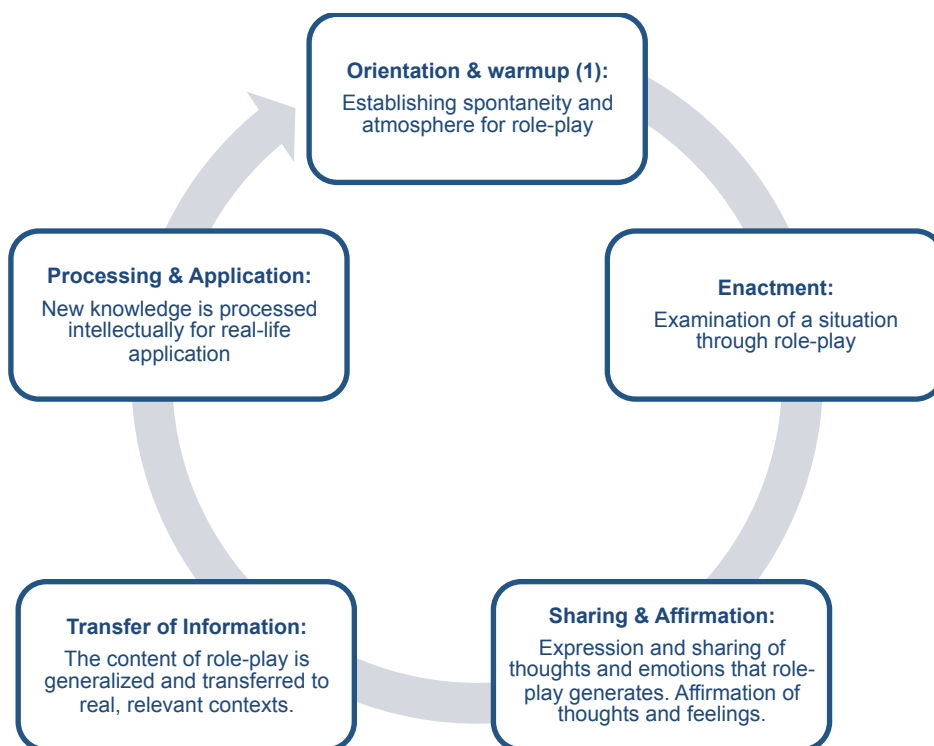 Orientation & warmup (1):
Establishing spontaneity and
atmosphere for role-play
Enactment:
Examination of a situation
through role-play
Sharing & Affirmation:
Expression and sharing of
thoughts and emotions that role-
play generates. Affirmation of
thoughts and feelings.
Transfer of Information:
The content of role-play is
generalized and transferred to
real, relevant contexts.
Processing & Application:
New knowledge is processed
intellectually for real-life
application